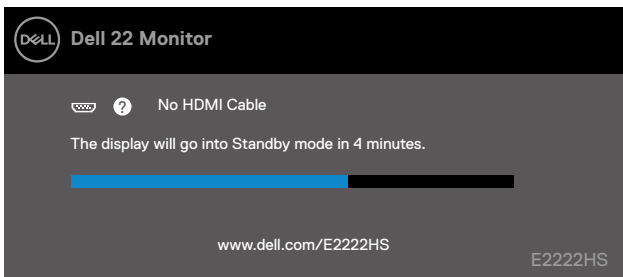 DELL Dell 22 Monitor
? No HDMI Cable
The display will go into Standby mode in 4 minutes.
www.dell.com/E2222HS
E2222HS